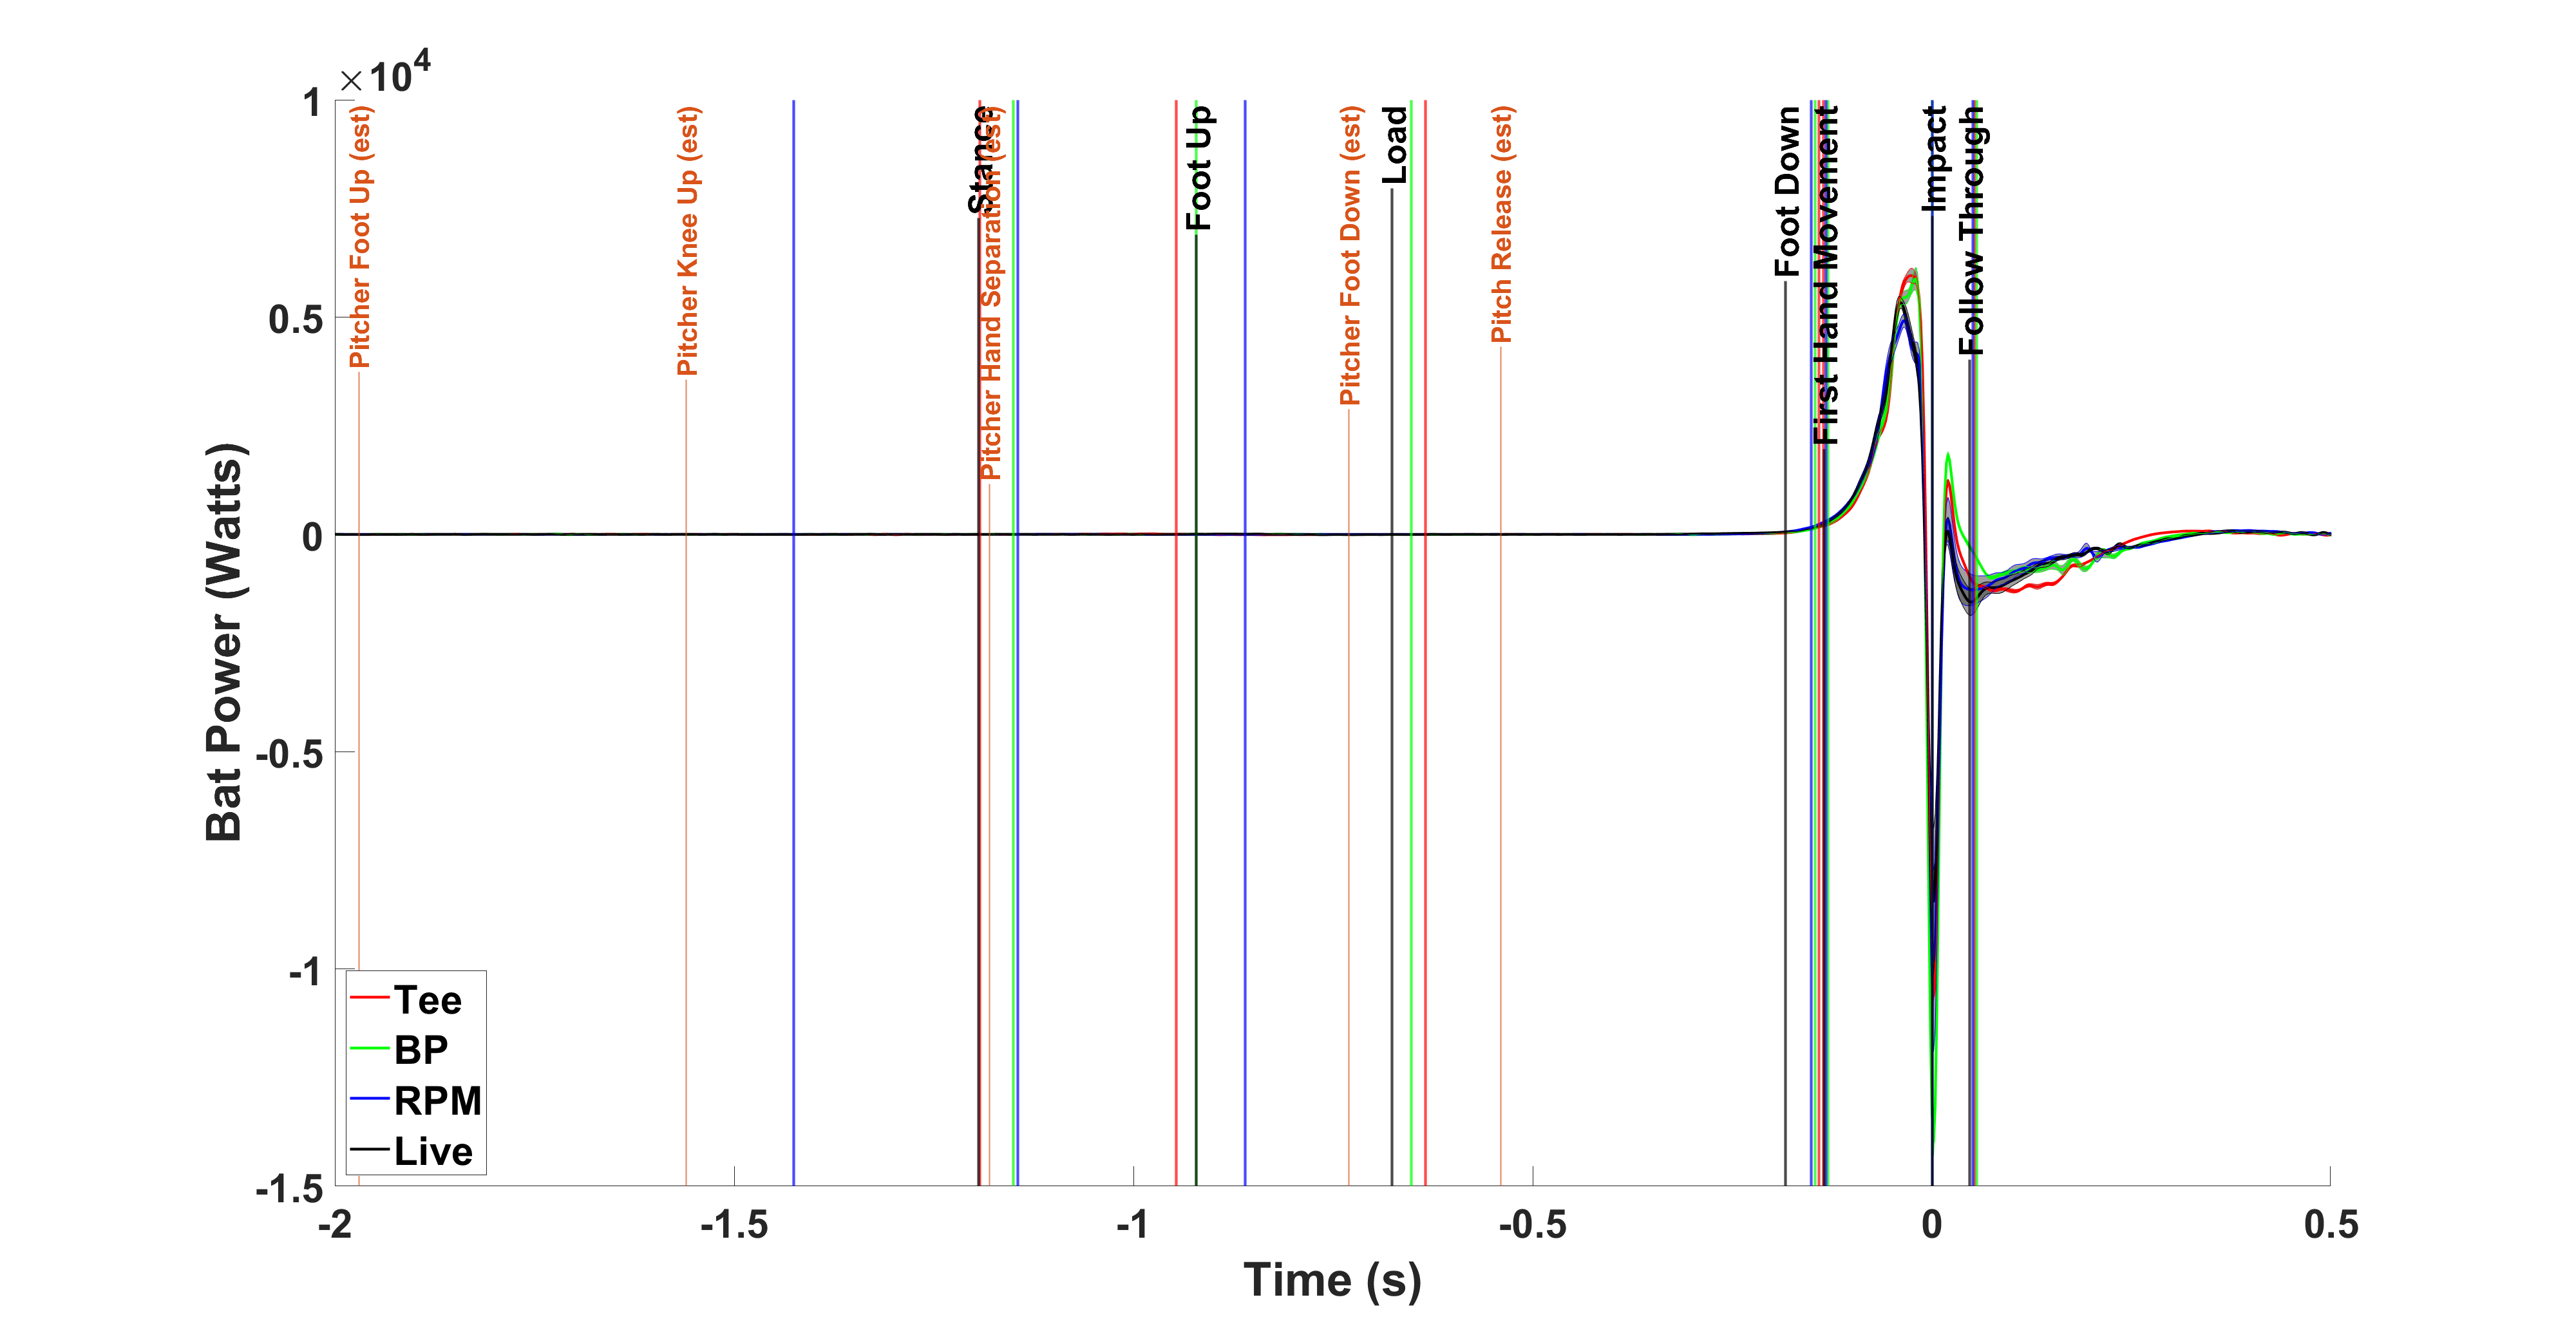 ×10⁴
1
0.5
0
-0.5
-1
-1.5
Bat Power (Watts)
Pitcher Foot Up (est)
Pitcher Knee Up (est)
Stance
Pitcher Hand Separation (est)
Foot Up
Pitcher Foot Down (est)
Load
Pitch Release (est)
Foot Down
First Hand Movement
Impact
Follow Through
Tee
BP
RPM
Live
-2
-1.5
-1
-0.5
0
0.5
Time (s)